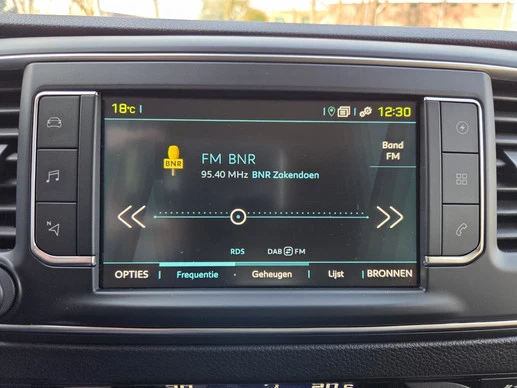 18°C
12:30
BNR
FM BNR
95.40 MHz BNR Zakendoen
Band
FM
N
RDS DAB FM
OPTIES Frequentie Geheugen Lijst BRONNEN